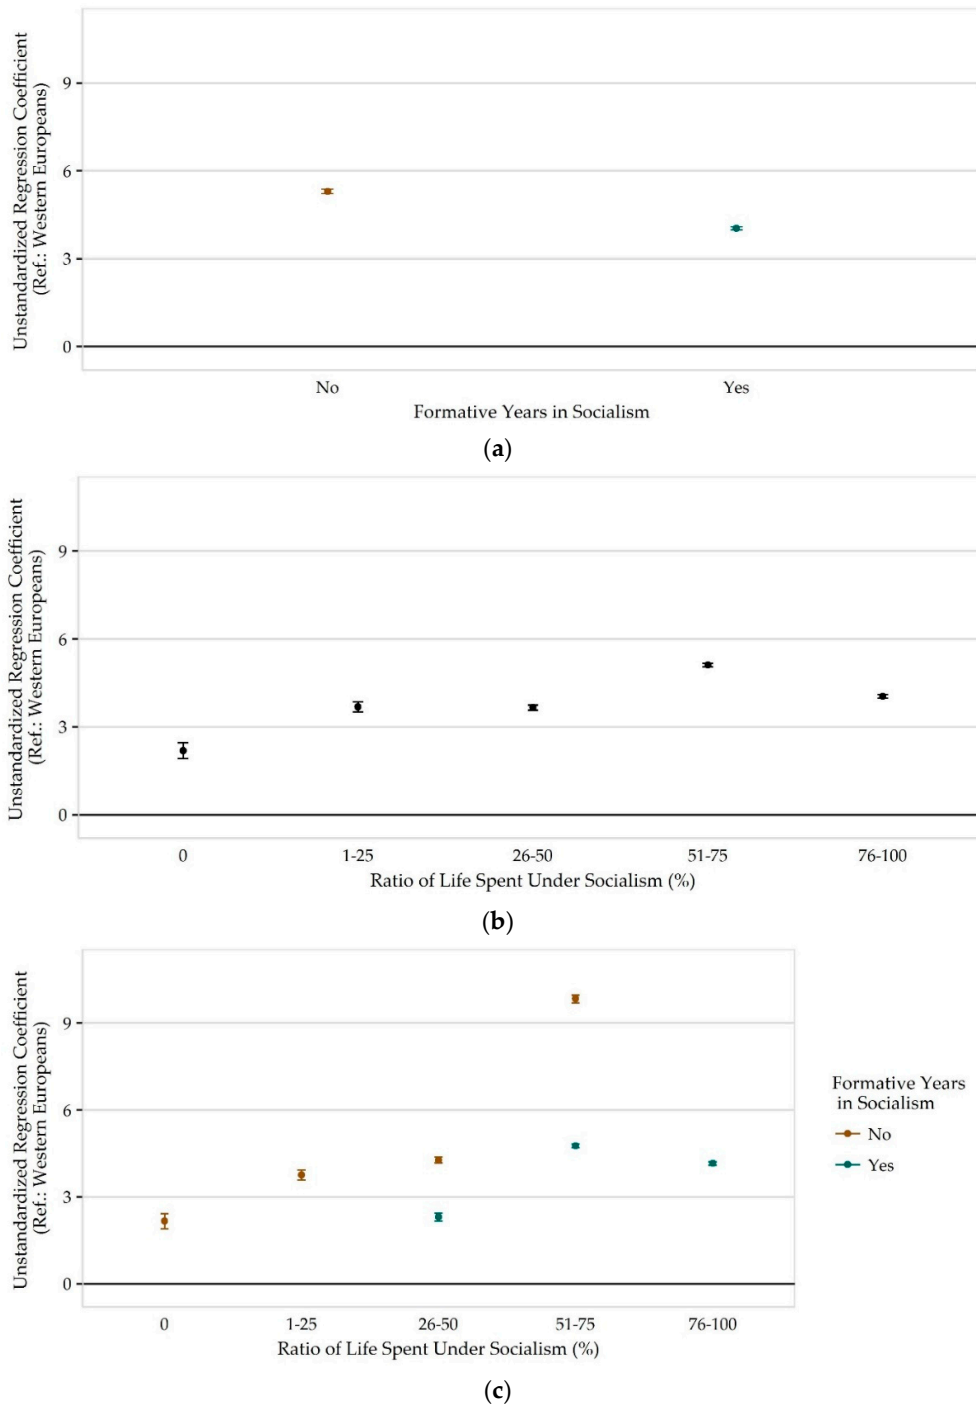 Unstandardized Regression Coefficient
(Ref.: Western Europeans)
9
6
3
0
No Yes
Formative Years in Socialism
(a)
Unstandardized Regression Coefficient
(Ref.: Western Europeans)
9
6
3
0
0 1-25 26-50 51-75 76-100
Ratio of Life Spent Under Socialism (%)
(b)
Unstandardized Regression Coefficient
(Ref.: Western Europeans)
9
6
3
0
0 1-25 26-50 51-75 76-100
Ratio of Life Spent Under Socialism (%)
Formative Years
in Socialism
No
Yes
(c)